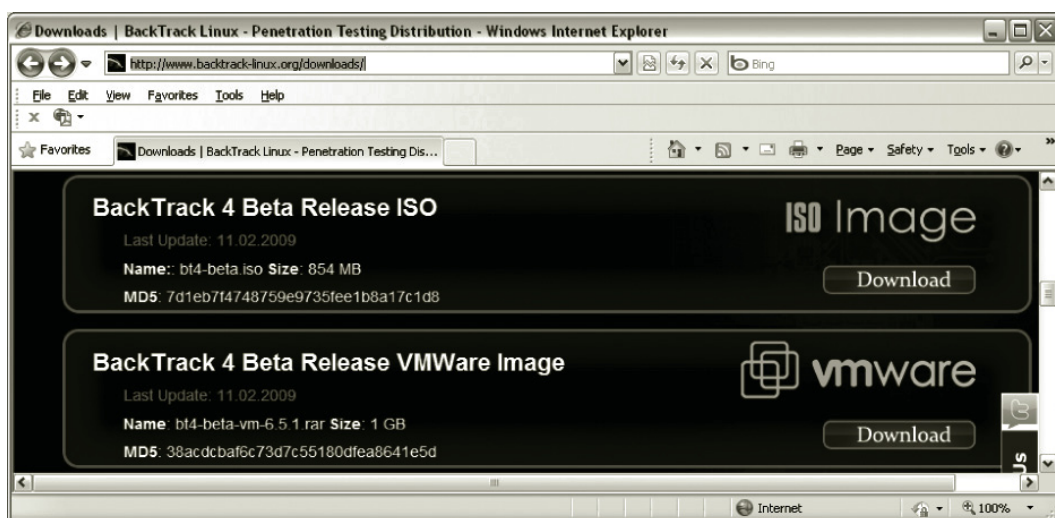 Downloads | BackTrack Linux - Penetration Testing Distribution - Windows Internet Explorer
http://www.backtrack-linux.org/downloads/
Bing
File Edit View Favorites Tools Help
Favorites
Downloads | BackTrack Linux - Penetration Testing Dis...
Page Safety Tools
BackTrack 4 Beta Release ISO
ISO Image
Last Update: 11.02.2009
Name:: bt4-beta.iso Size: 854 MB
Download
MD5: 7d1eb7f4748759e9735fee1b8a17c1d8
BackTrack 4 Beta Release VMWare Image
vmware
Last Update: 11.02.2009
Name: bt4-beta-vm-6.5.1.rar Size: 1 GB
Download
MD5: 38acdcbaf6c73d7c55180dfea8641e5d
Us
Internet
100%